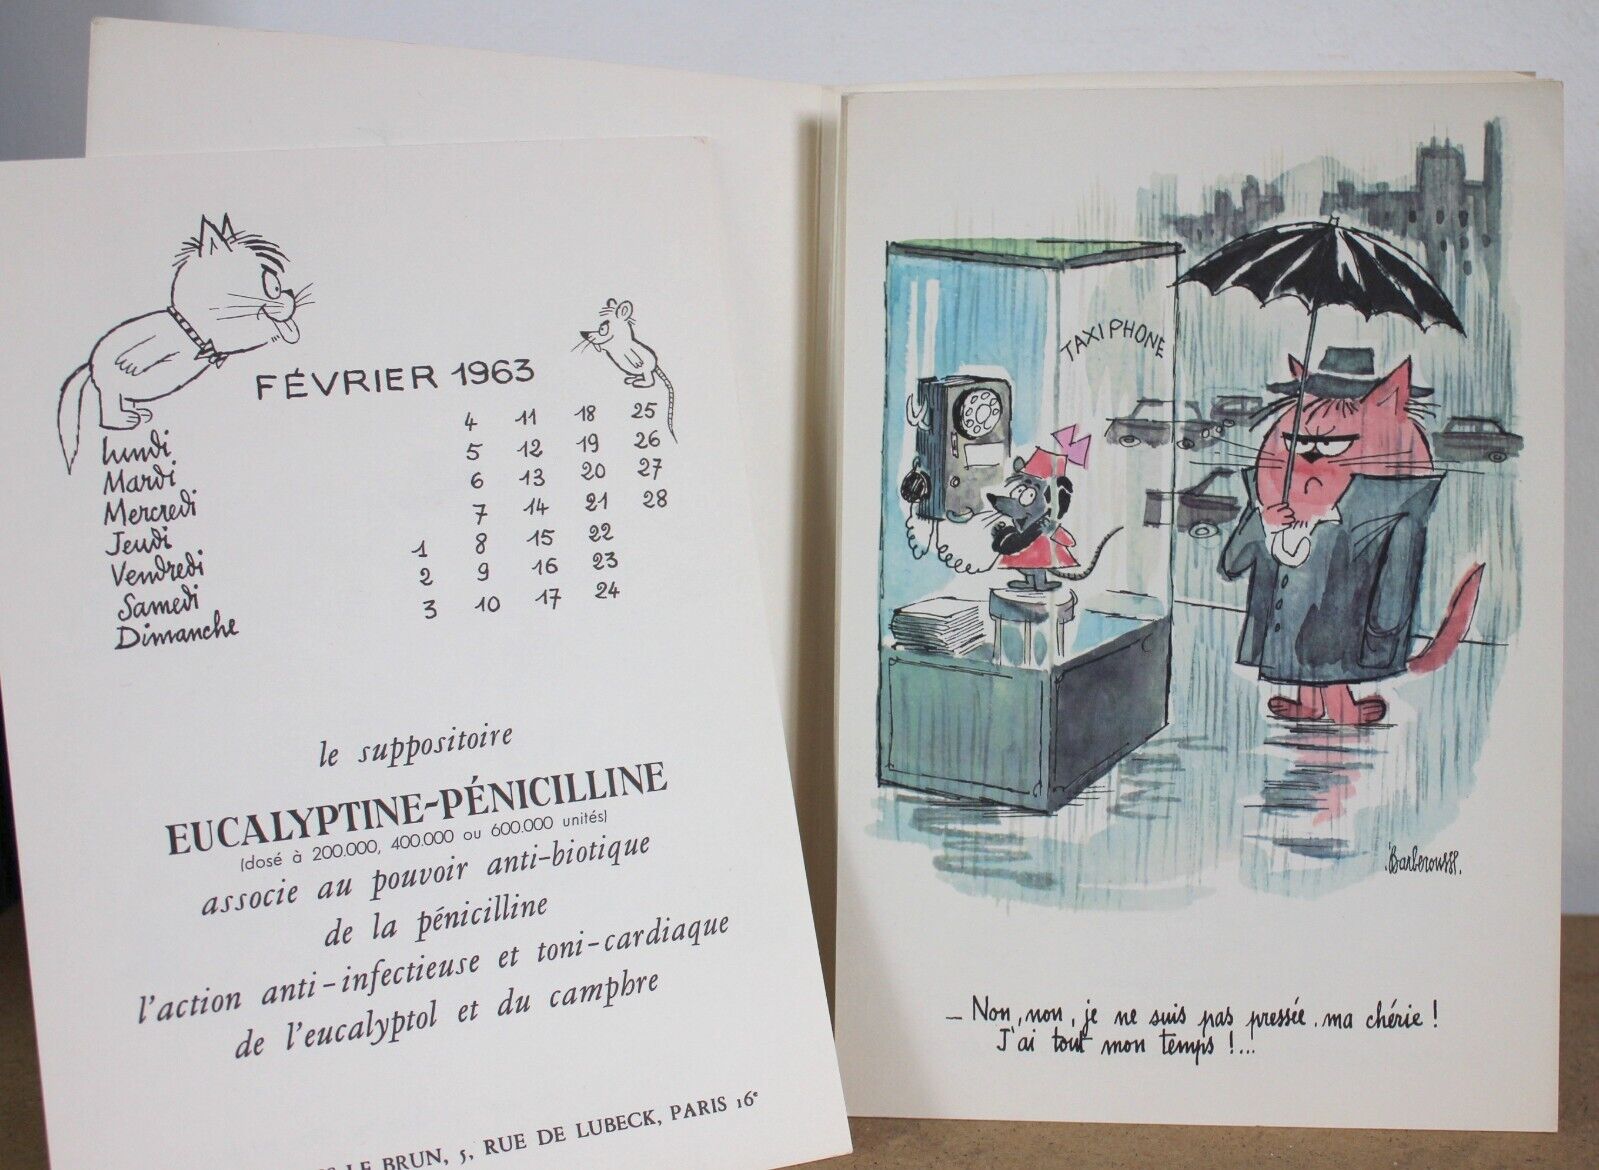 FÉVRIER 1963
lundi 4 11 18 25
Mardi 5 12 19 26
Mercredi 6 13 20 27
Jeudi 7 14 21 28
Vendredi 1 8 15 22
Samedi 2 9 16 23
Dimanche 3 10 17 24
le suppositoire
EUCALYPTINE-PÉNICILLINE
(dosé à 200.000, 400.000 ou 600.000 unités)
associe au pouvoir anti-biotique
de la pénicilline
l'action anti-infectieuse et toni-cardiaque
de l'eucalyptol et du camphre
LE BRUN, 5, RUE DE LUBECK, PARIS 16e
TAXIPHONE
Barberousse.
— Non, non, je ne suis pas pressée. ma chérie !
J'ai tout mon temps !...